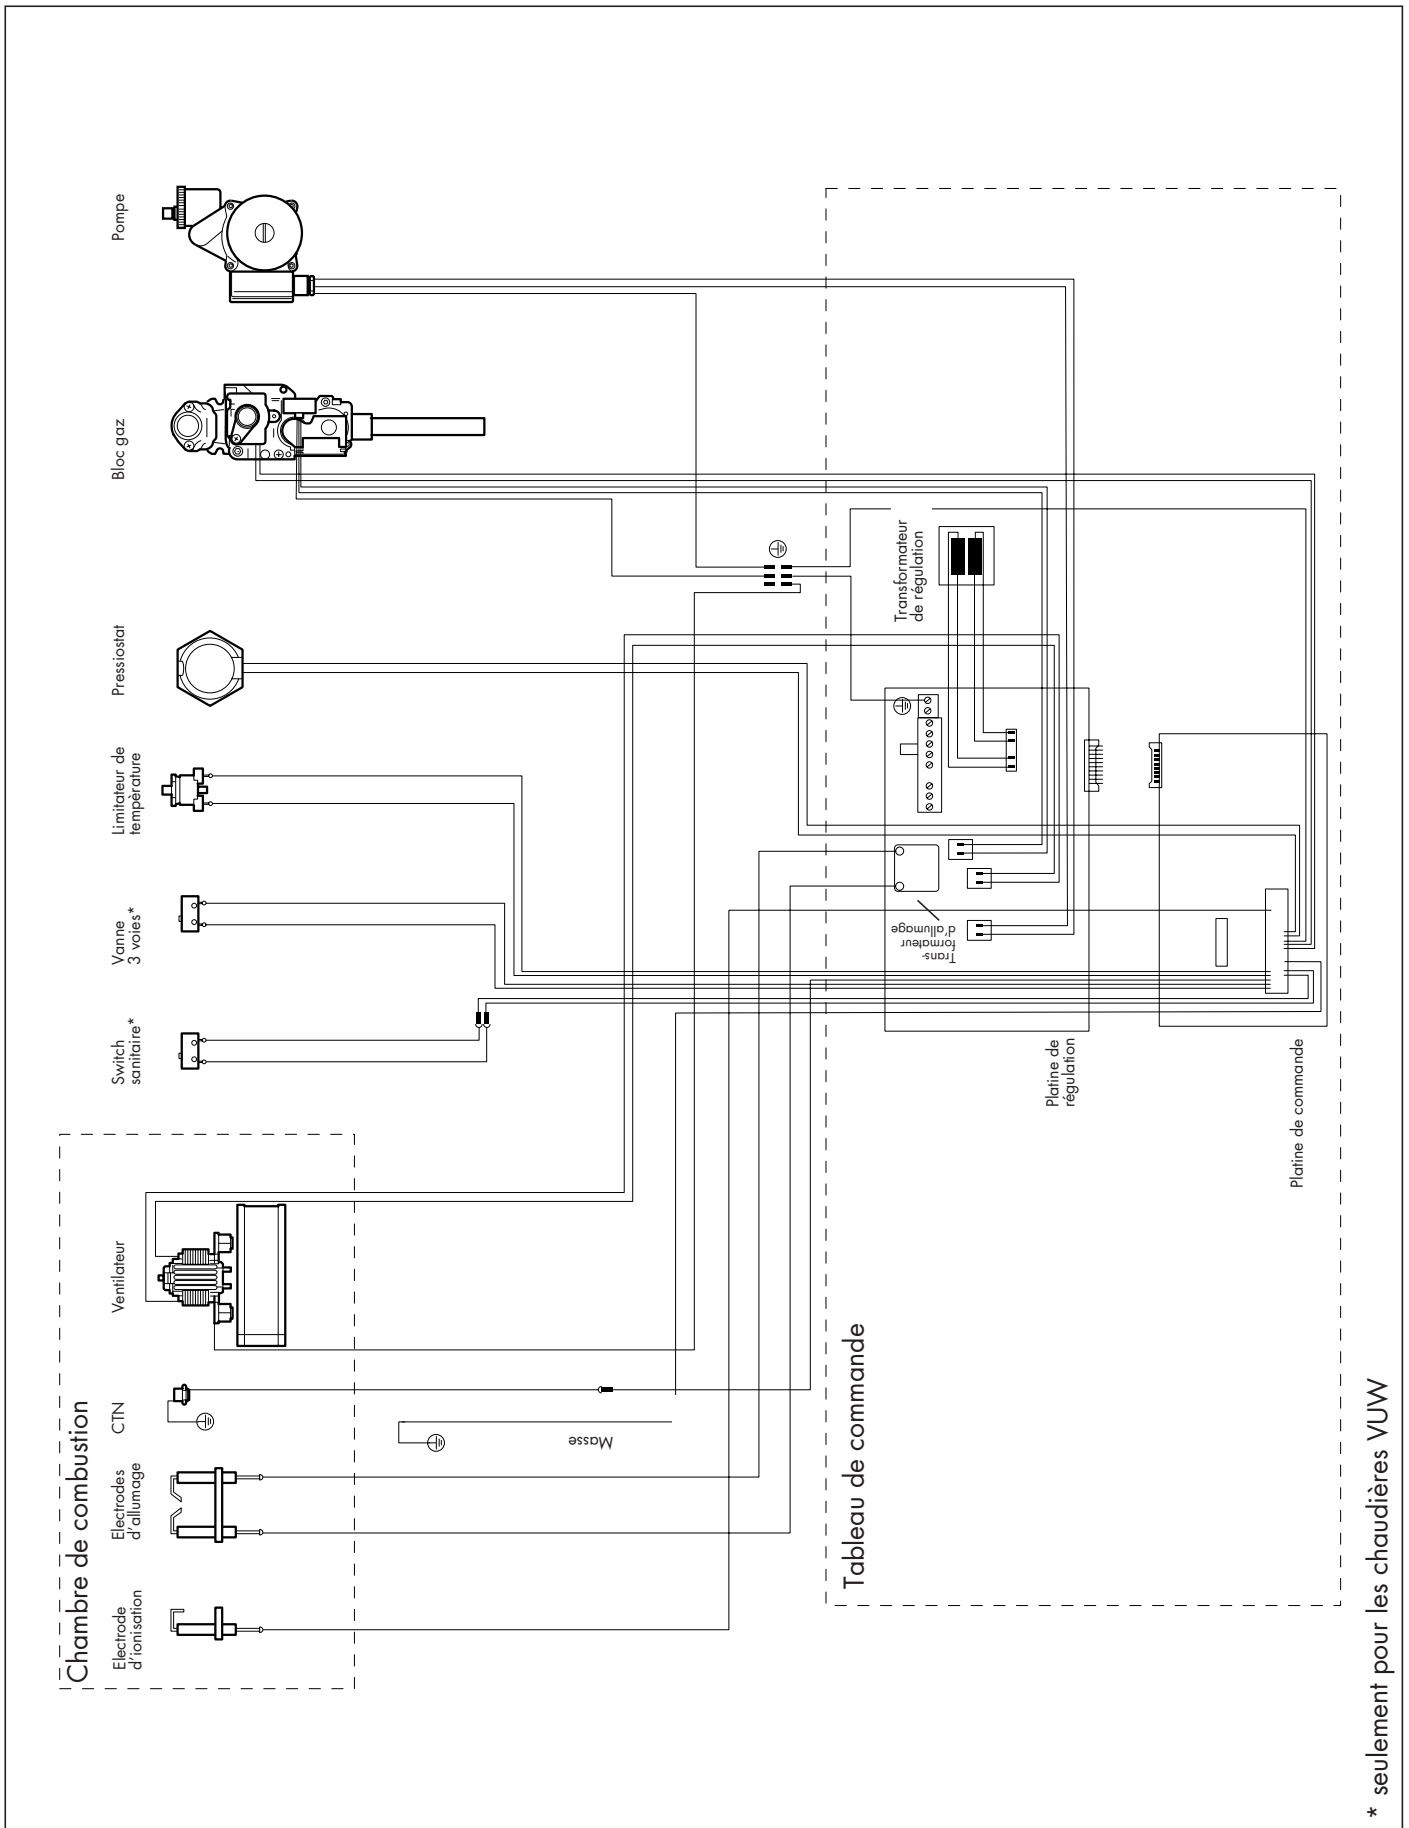 Chambre de combustion
Electrode
d'ionisation
Electrodes
d'allumage
CTN
Ventilateur
Switch
sanitaire*
Vanne
3 voies*
Limitateur de
tempèrature
Pressiostat
Bloc gaz
Pompe
Masse
Tableau de commande
Trans-
formateur
d'allumage
Transformateur
de régulation
Platine de
régulation
Platine de commande
* seulement pour les chaudières VUW